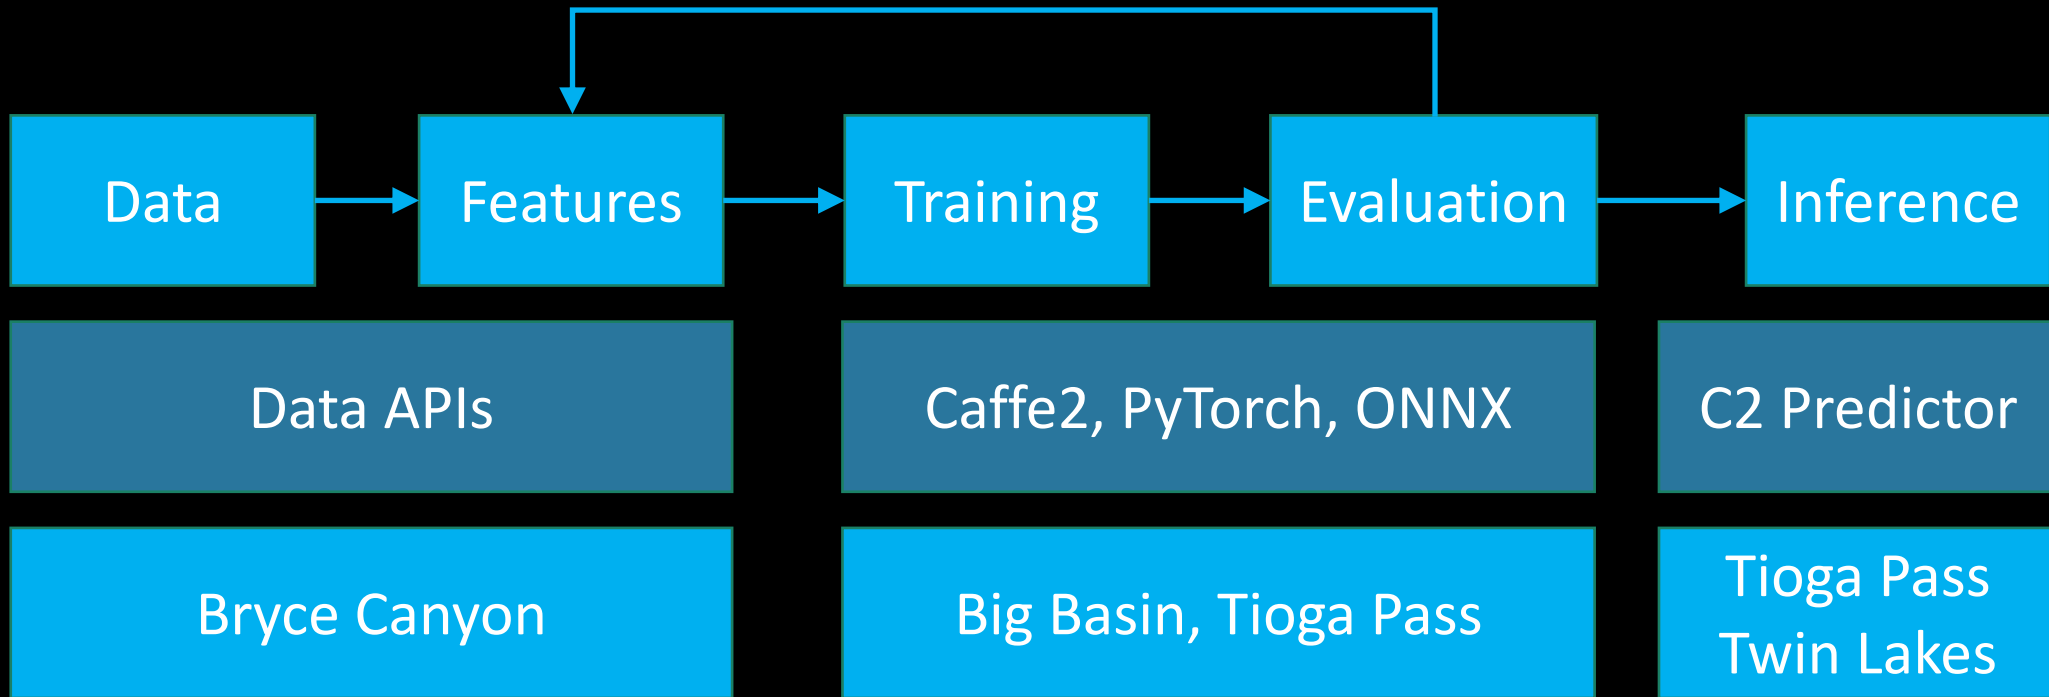 Data
Features
Training
Evaluation
Inference
Data APIs
Caffe2, PyTorch, ONNX
C2 Predictor
Bryce Canyon
Big Basin, Tioga Pass
Tioga Pass
Twin Lakes